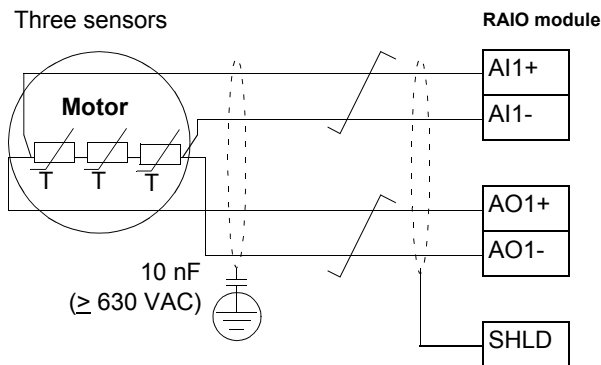 Three sensors
RAIO module
AI1+
Motor
AI1-
T T T
AO1+
AO1-
10 nF
(≥ 630 VAC)
SHLD